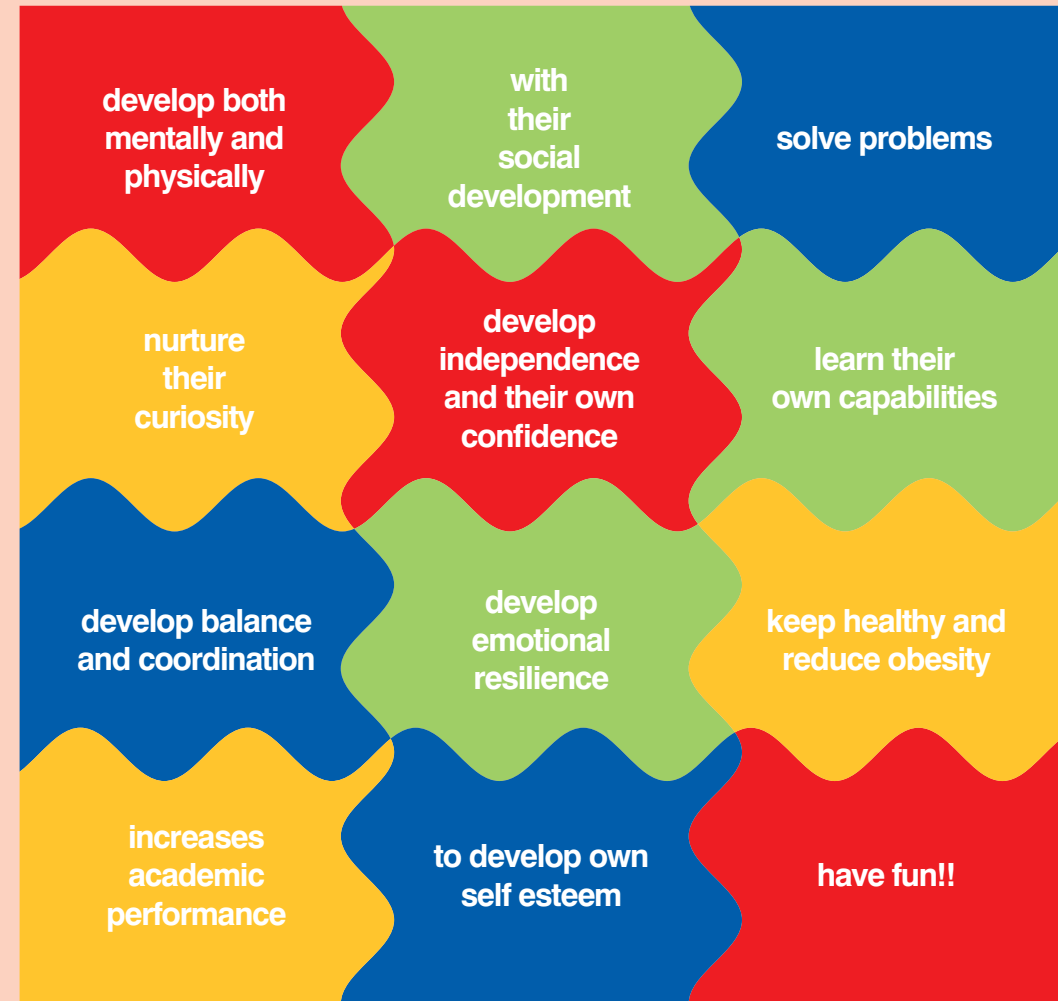 develop both
mentally and
physically
with
their
social
development
solve problems
nurture
their
curiosity
develop
independence
and their own
confidence
learn their
own capabilities
develop balance
and coordination
develop
emotional
resilience
keep healthy and
reduce obesity
increases
academic
performance
to develop own
self esteem
have fun!!